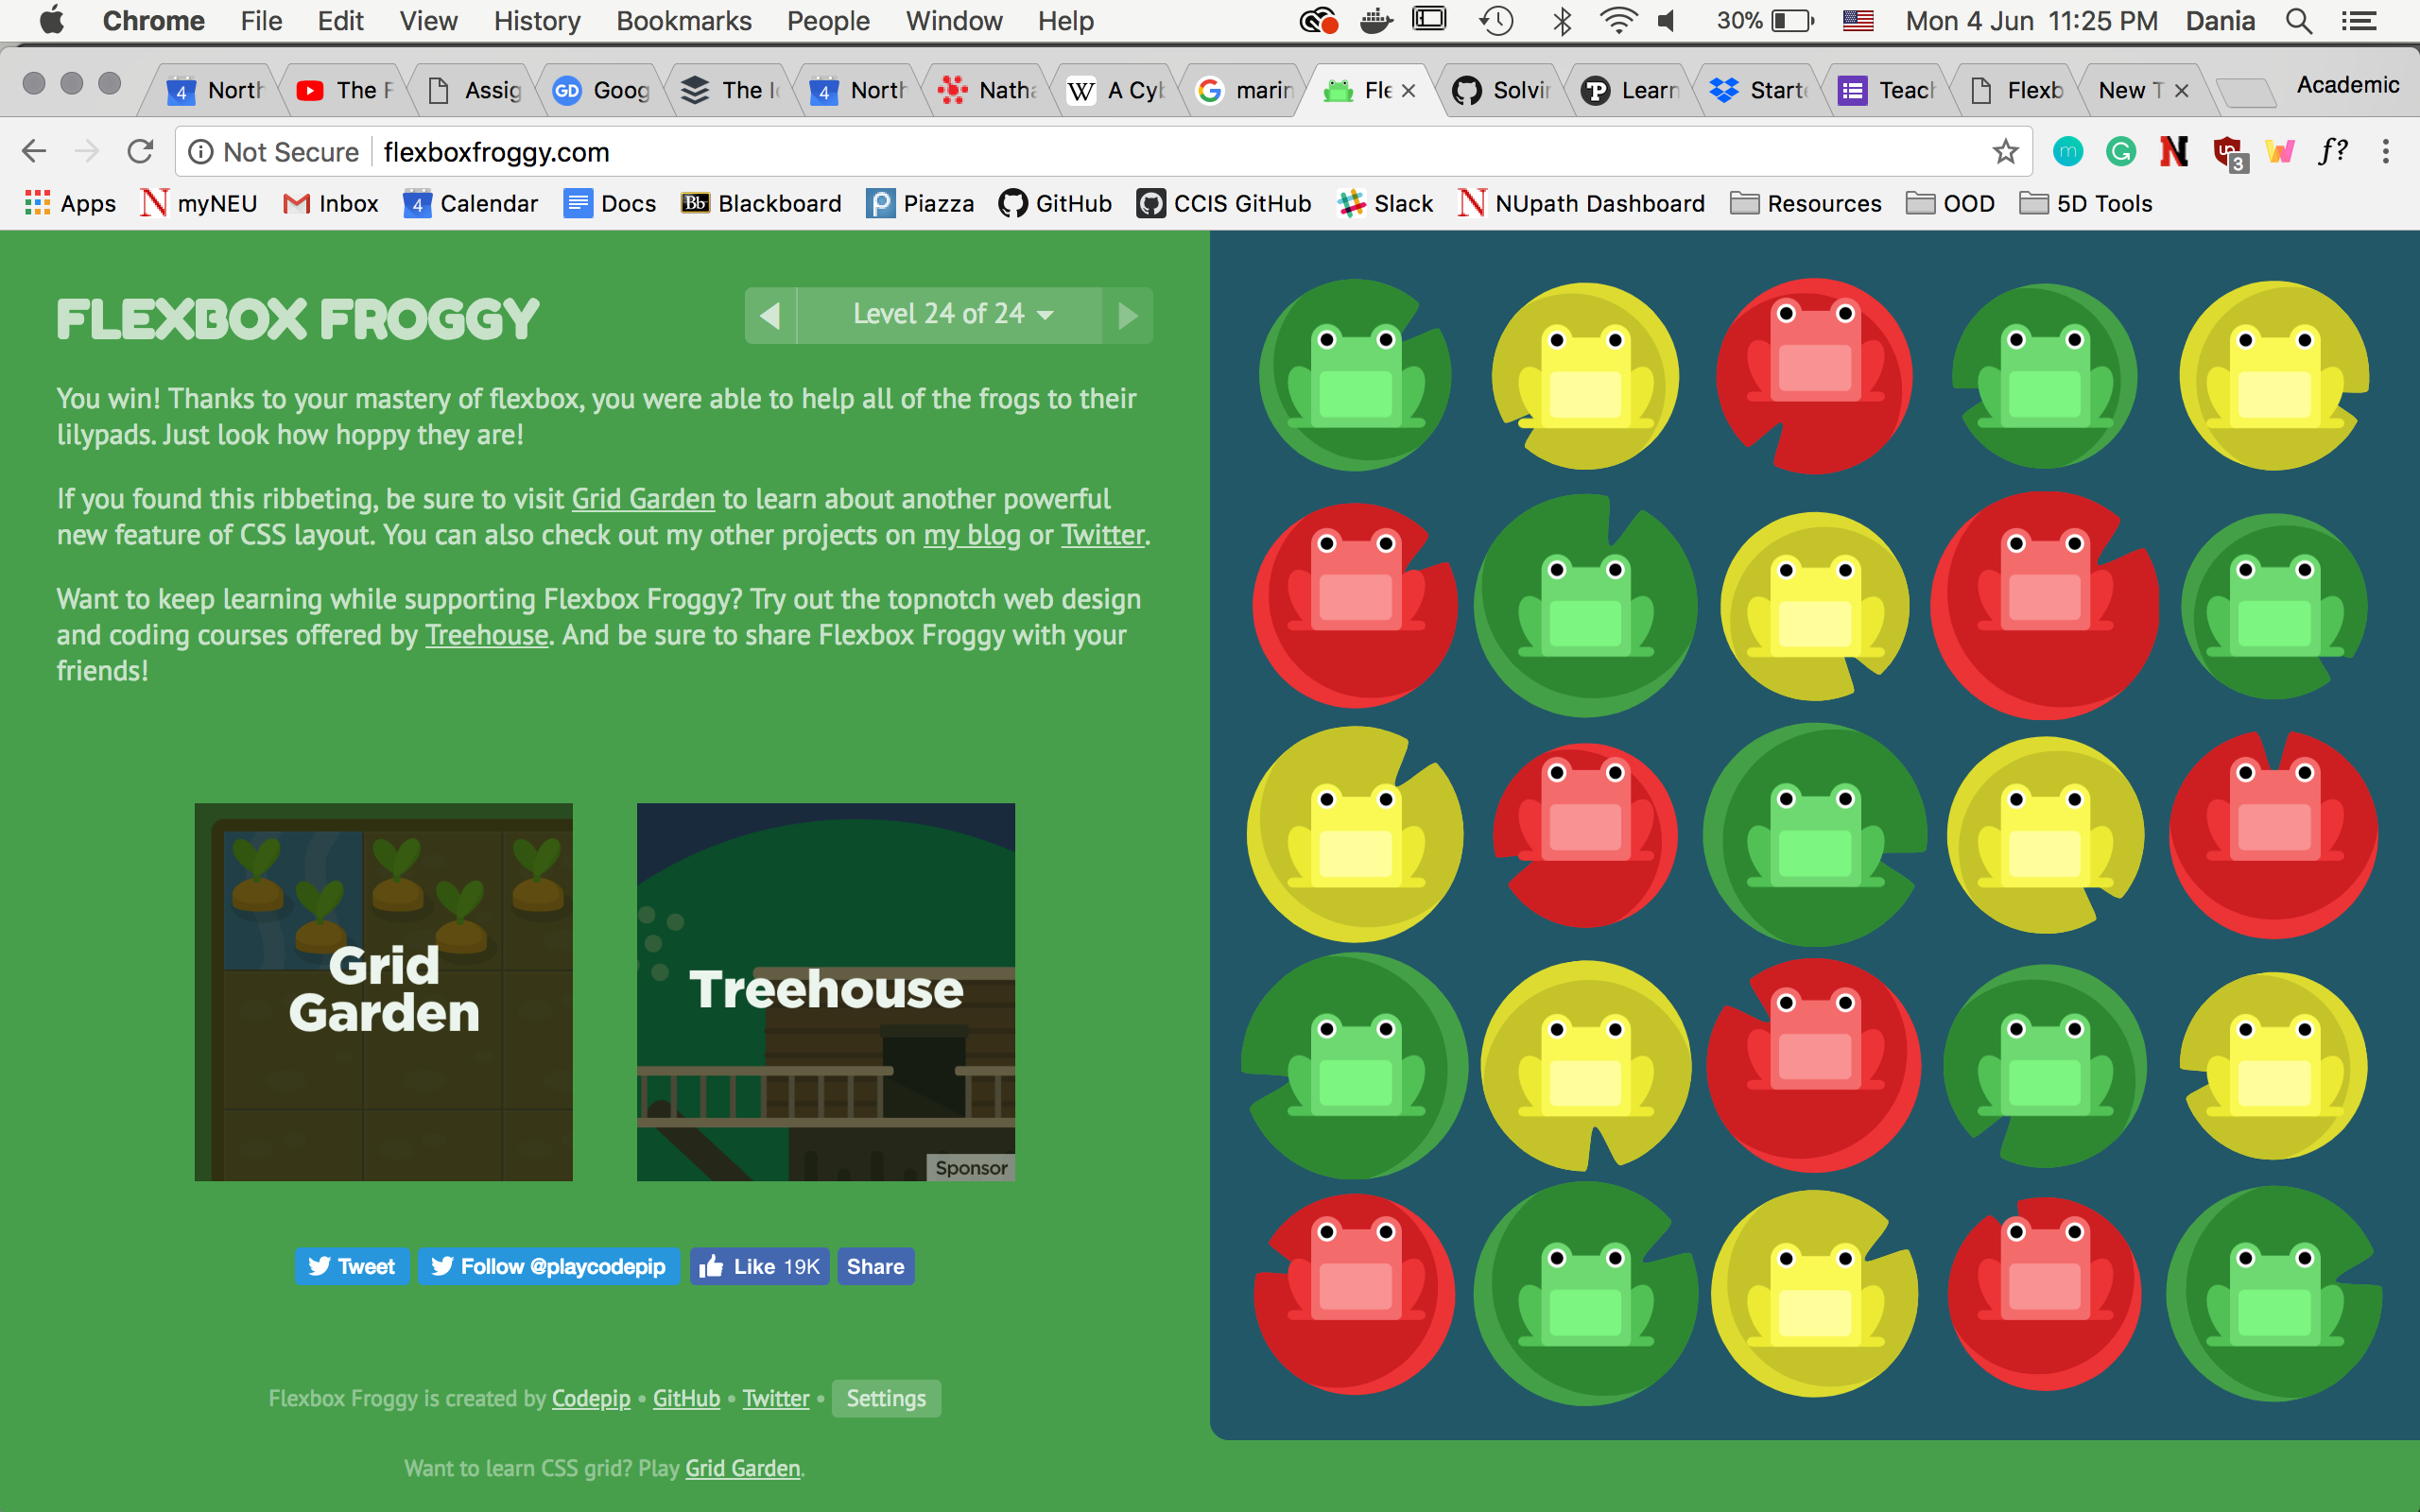 Chrome File Edit View History Bookmarks People Window Help 30% Mon 4 Jun 11:25 PM Dania
4 North The F Assig GD Goog The Ic 4 North Natha W A Cyb G marin Fle Solvin Learn Starte Teach Flexb New T Academic
Not Secure flexboxfroggy.com 3 f?
Apps myNEU Inbox 4 Calendar Docs Bb Blackboard Piazza GitHub CCIS GitHub Slack NUpath Dashboard Resources OOD 5D Tools
FLEXBOX FROGGY
Level 24 of 24
You win! Thanks to your mastery of flexbox, you were able to help all of the frogs to their
lilypads. Just look how hoppy they are!
If you found this ribbeting, be sure to visit Grid Garden to learn about another powerful
new feature of CSS layout. You can also check out my other projects on my blog or Twitter.
Want to keep learning while supporting Flexbox Froggy? Try out the topnotch web design
and coding courses offered by Treehouse. And be sure to share Flexbox Froggy with your
friends!
Grid
Garden
Treehouse
Sponsor
Tweet Follow @playcodepip Like 19K Share
Flexbox Froggy is created by Codepip • GitHub • Twitter • Settings
Want to learn CSS grid? Play Grid Garden.